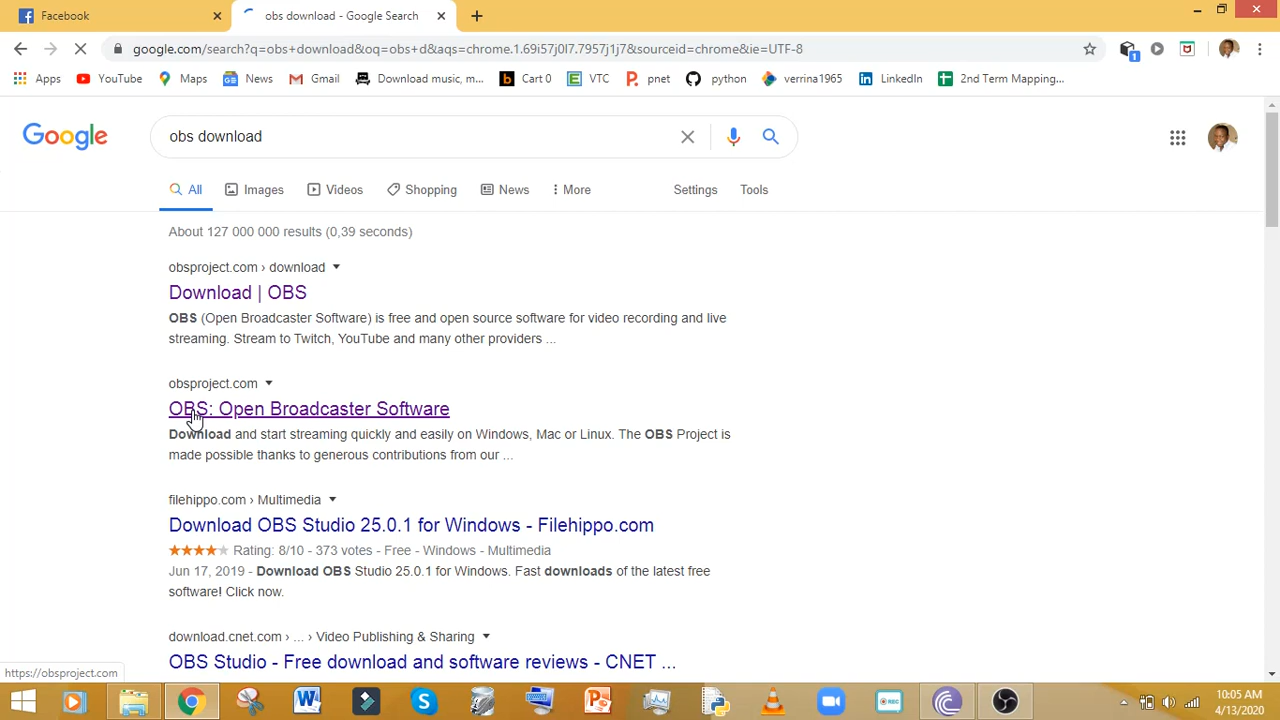 Facebook
obs download - Google Search
google.com/search?q=obs+download&oq=obs+d&aqs=chrome.1.69i57j0l7.7957j1j7&sourceid=chrome&ie=UTF-8
1
Apps YouTube Maps News Gmail Download music, m... Cart 0 VTC pnet python verrina1965 LinkedIn 2nd Term Mapping...
Google
obs download
All Images Videos Shopping News More Settings Tools
About 127 000 000 results (0,39 seconds)
obsproject.com › download
Download | OBS
OBS (Open Broadcaster Software) is free and open source software for video recording and live
streaming. Stream to Twitch, YouTube and many other providers ...
obsproject.com
OBS: Open Broadcaster Software
Download and start streaming quickly and easily on Windows, Mac or Linux. The OBS Project is
made possible thanks to generous contributions from our ...
filehippo.com › Multimedia
Download OBS Studio 25.0.1 for Windows - Filehippo.com
Rating: 8/10 - 373 votes - Free - Windows - Multimedia
Jun 17, 2019 - Download OBS Studio 25.0.1 for Windows. Fast downloads of the latest free
software! Click now.
download.cnet.com › ... › Video Publishing & Sharing
OBS Studio - Free download and software reviews - CNET ...
https://obsproject.com
REC
10:05 AM
4/13/2020